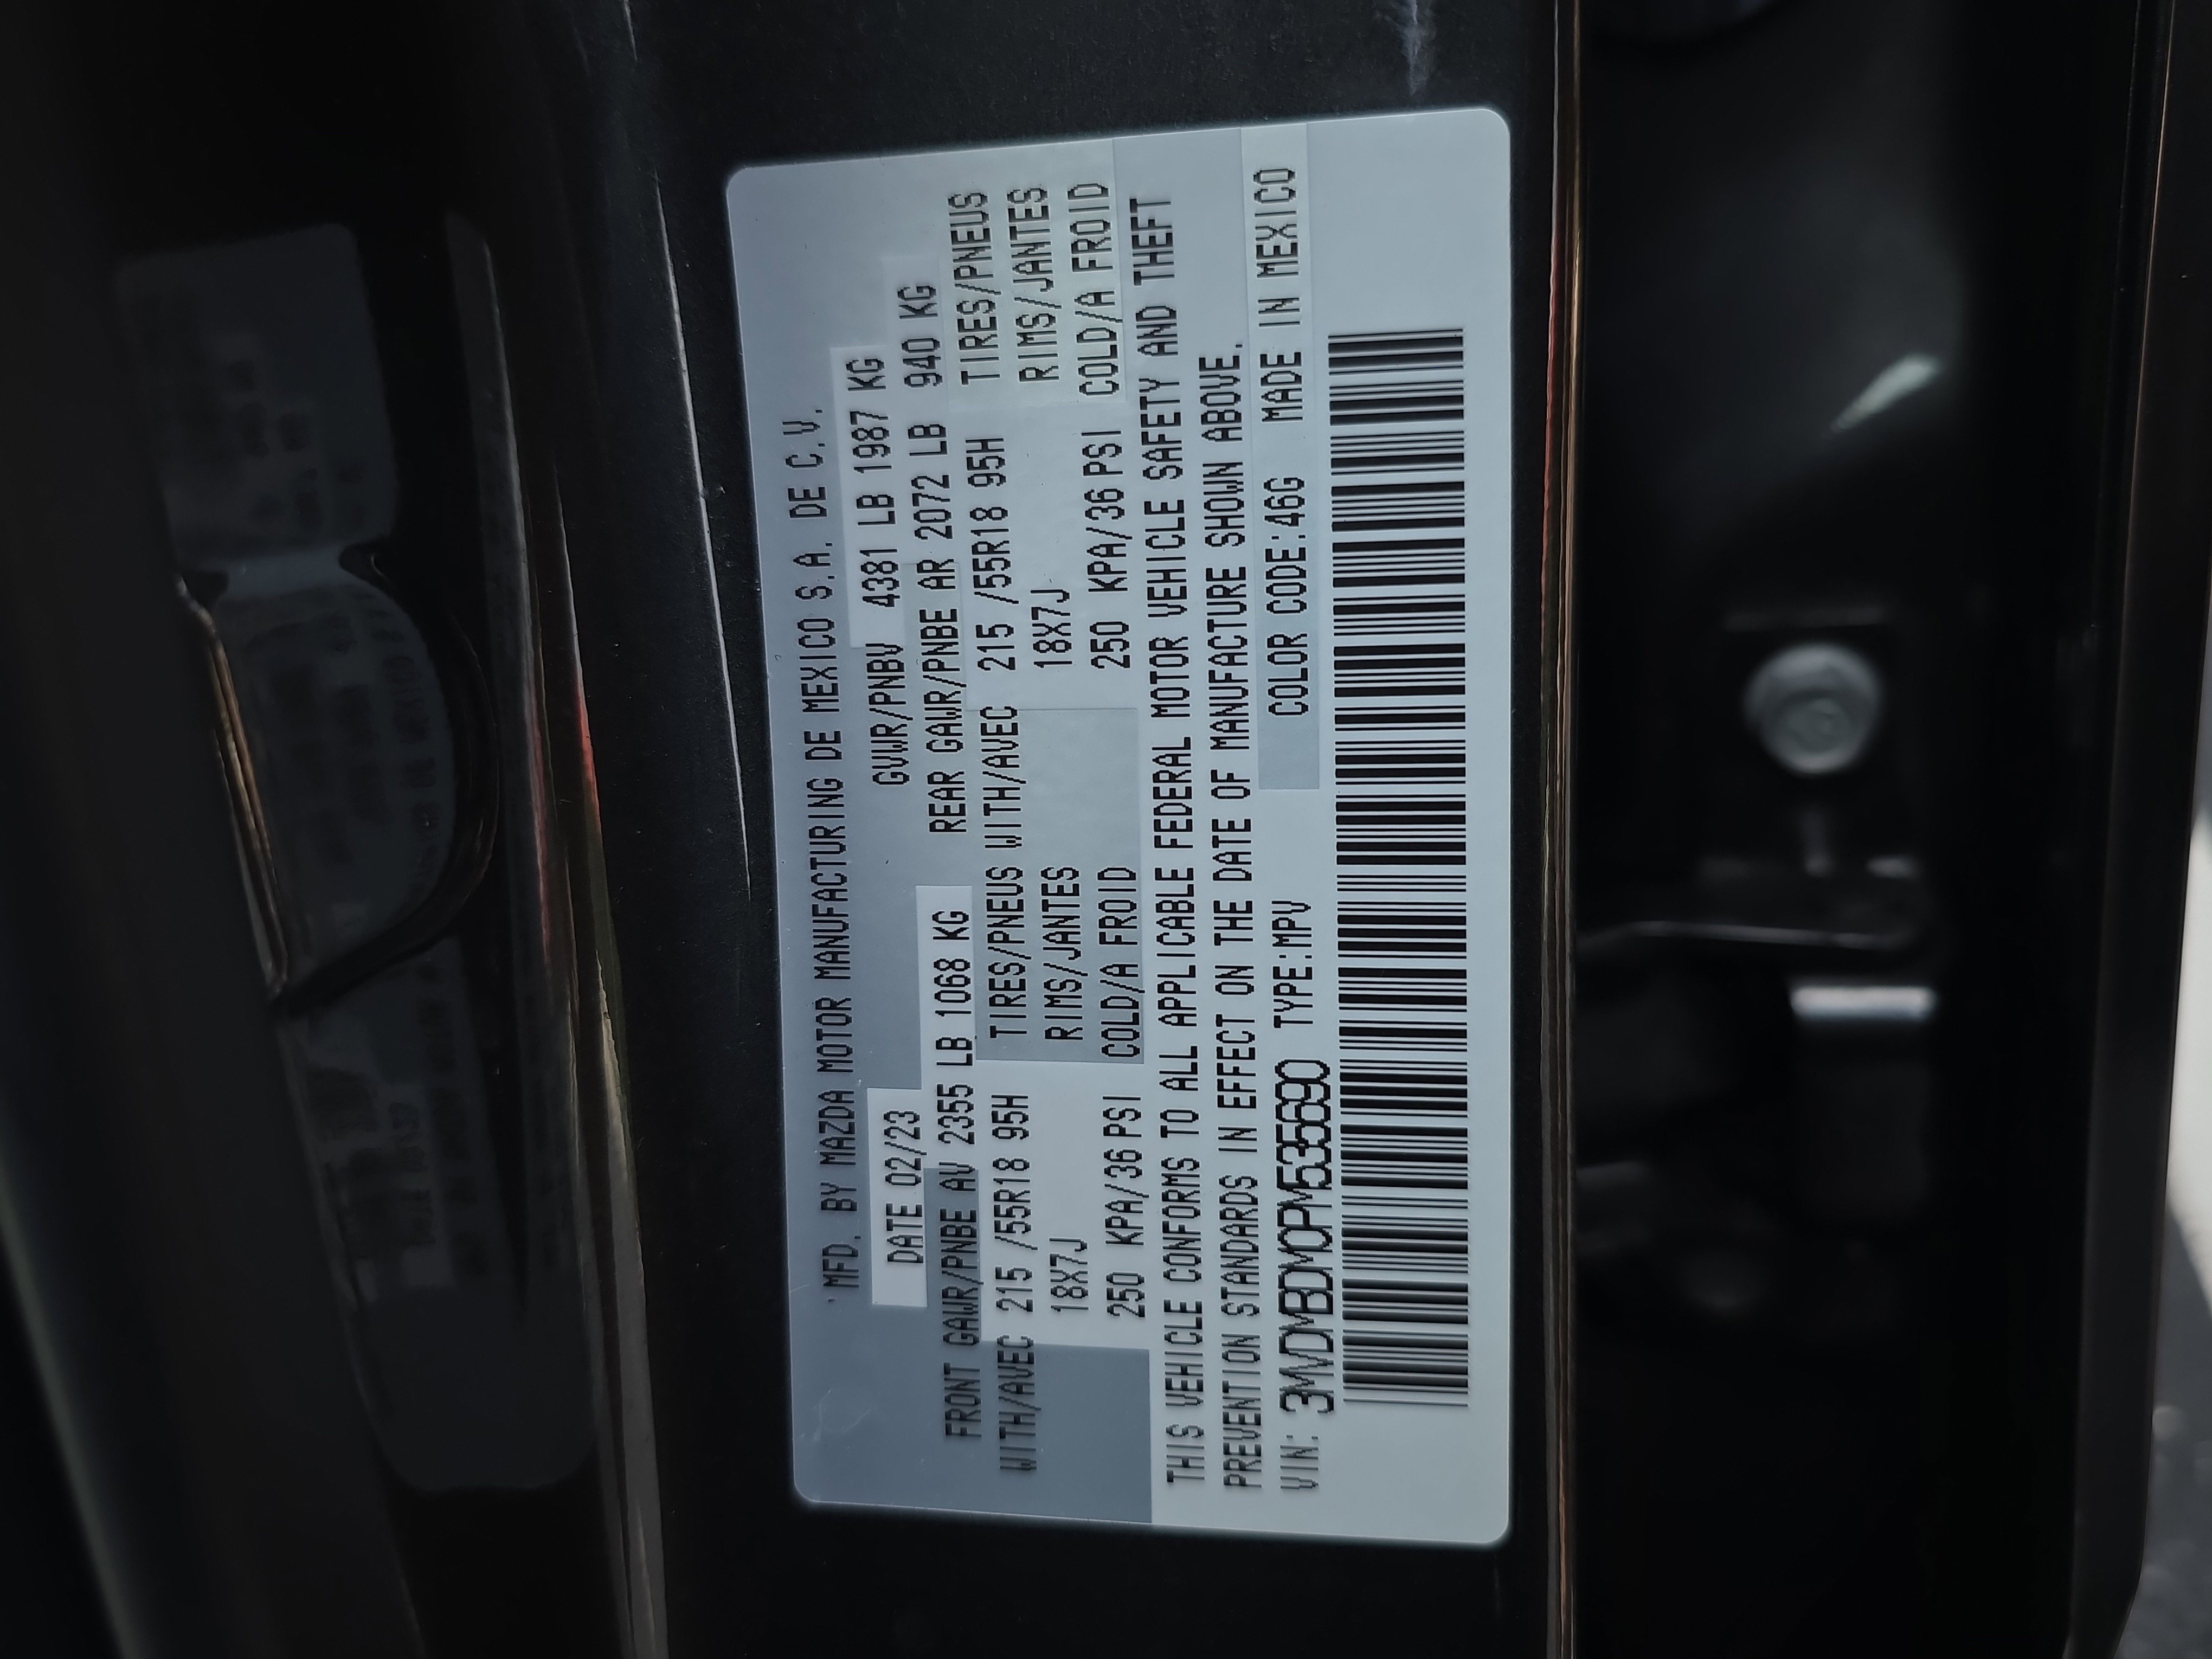 MFD. BY MAZDA MOTOR MANUFACTURING DE MEXICO S.A. DE C.V.
DATE 02/23 GVWR/PNBV 4381 LB 1987 KG
FRONT GAWR/PNBE AV 2355 LB 1068 KG REAR GAWR/PNBE AR 2072 LB 940 KG
WITH/AVEC 215 /55R18 95H TIRES/PNEUS WITH/AVEC 215 /55R18 95H TIRES/PNEUS
18X7J RIMS/JANTES 18X7J RIMS/JANTES
250 KPA/36 PSI COLD/A FROID 250 KPA/36 PSI COLD/A FROID
THIS VEHICLE CONFORMS TO ALL APPLICABLE FEDERAL MOTOR VEHICLE SAFETY AND THEFT
PREVENTION STANDARDS IN EFFECT ON THE DATE OF MANUFACTURE SHOWN ABOVE.
VIN: 3MVDMBDM0PM535690 TYPE:MPV COLOR CODE:46G MADE IN MEXICO